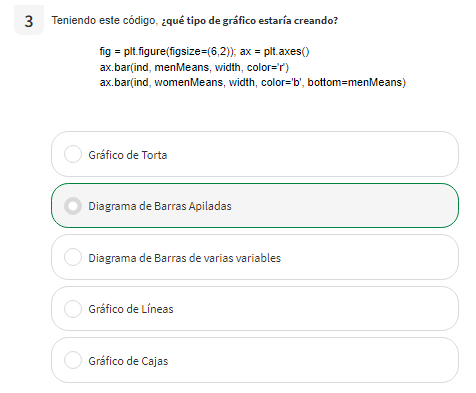 3
Teniendo este código, ¿qué tipo de gráfico estaría creando?
fig = plt.figure(figsize=(6,2)); ax = plt.axes()
ax.bar(ind, menMeans, width, color='r')
ax.bar(ind, womenMeans, width, color='b', bottom=menMeans)
Gráfico de Torta
Diagrama de Barras Apiladas
Diagrama de Barras de varias variables
Gráfico de Líneas
Gráfico de Cajas